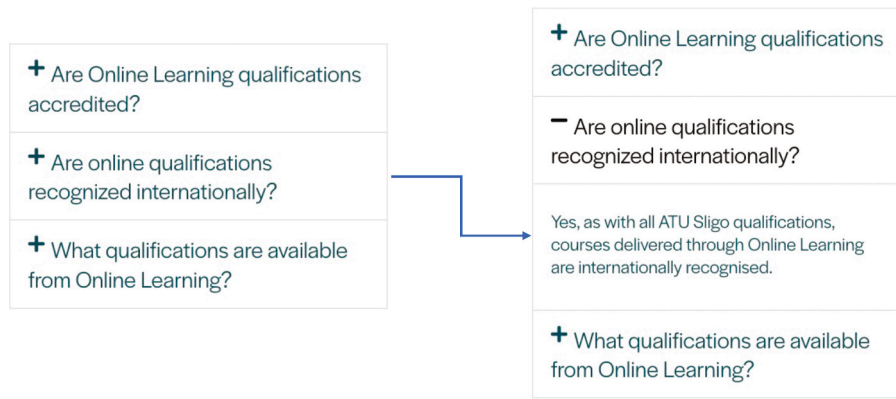 + Are Online Learning qualifications
accredited?
+ Are online qualifications
recognized internationally?
+ What qualifications are available
from Online Learning?
+ Are Online Learning qualifications
accredited?
− Are online qualifications
recognized internationally?
Yes, as with all ATU Sligo qualifications,
courses delivered through Online Learning
are internationally recognised.
+ What qualifications are available
from Online Learning?